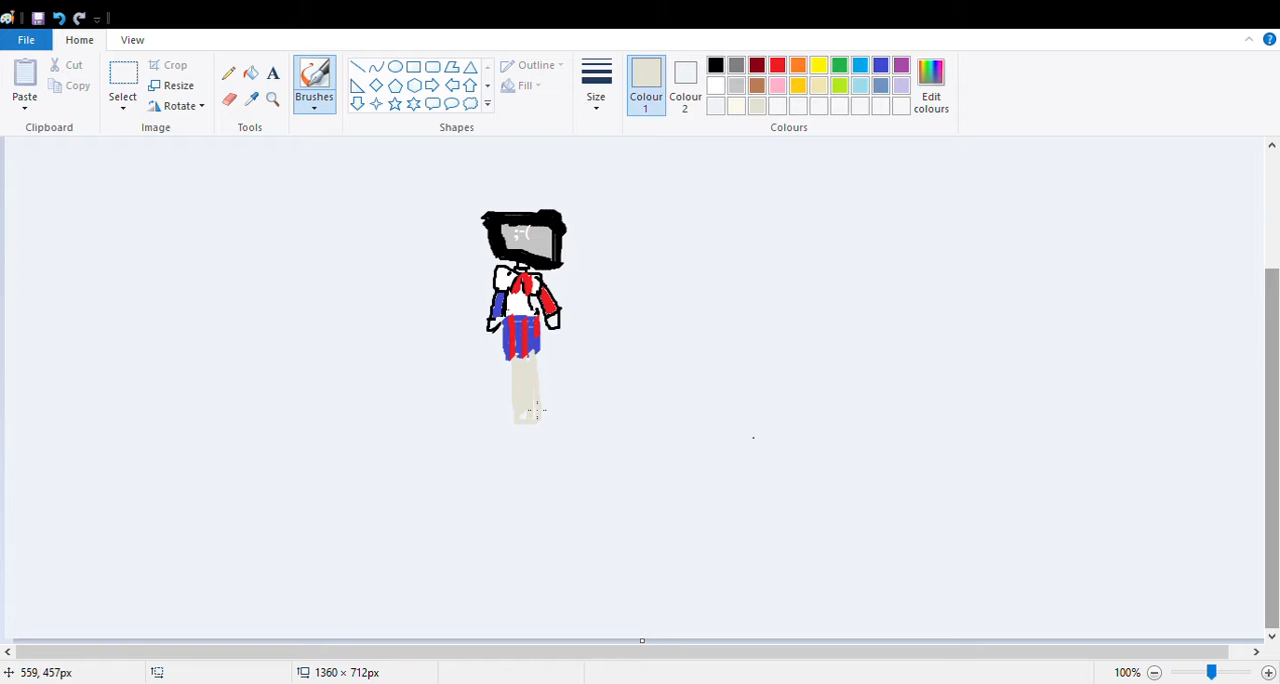 File Home View
Paste Cut Copy
Clipboard
Select Crop Resize Rotate
Image
A
Tools
Brushes
Outline
Fill
Shapes
Size
Colour 1
Colour 2
Edit colours
Colours
;-(
559, 457px
1360 × 712px
100%